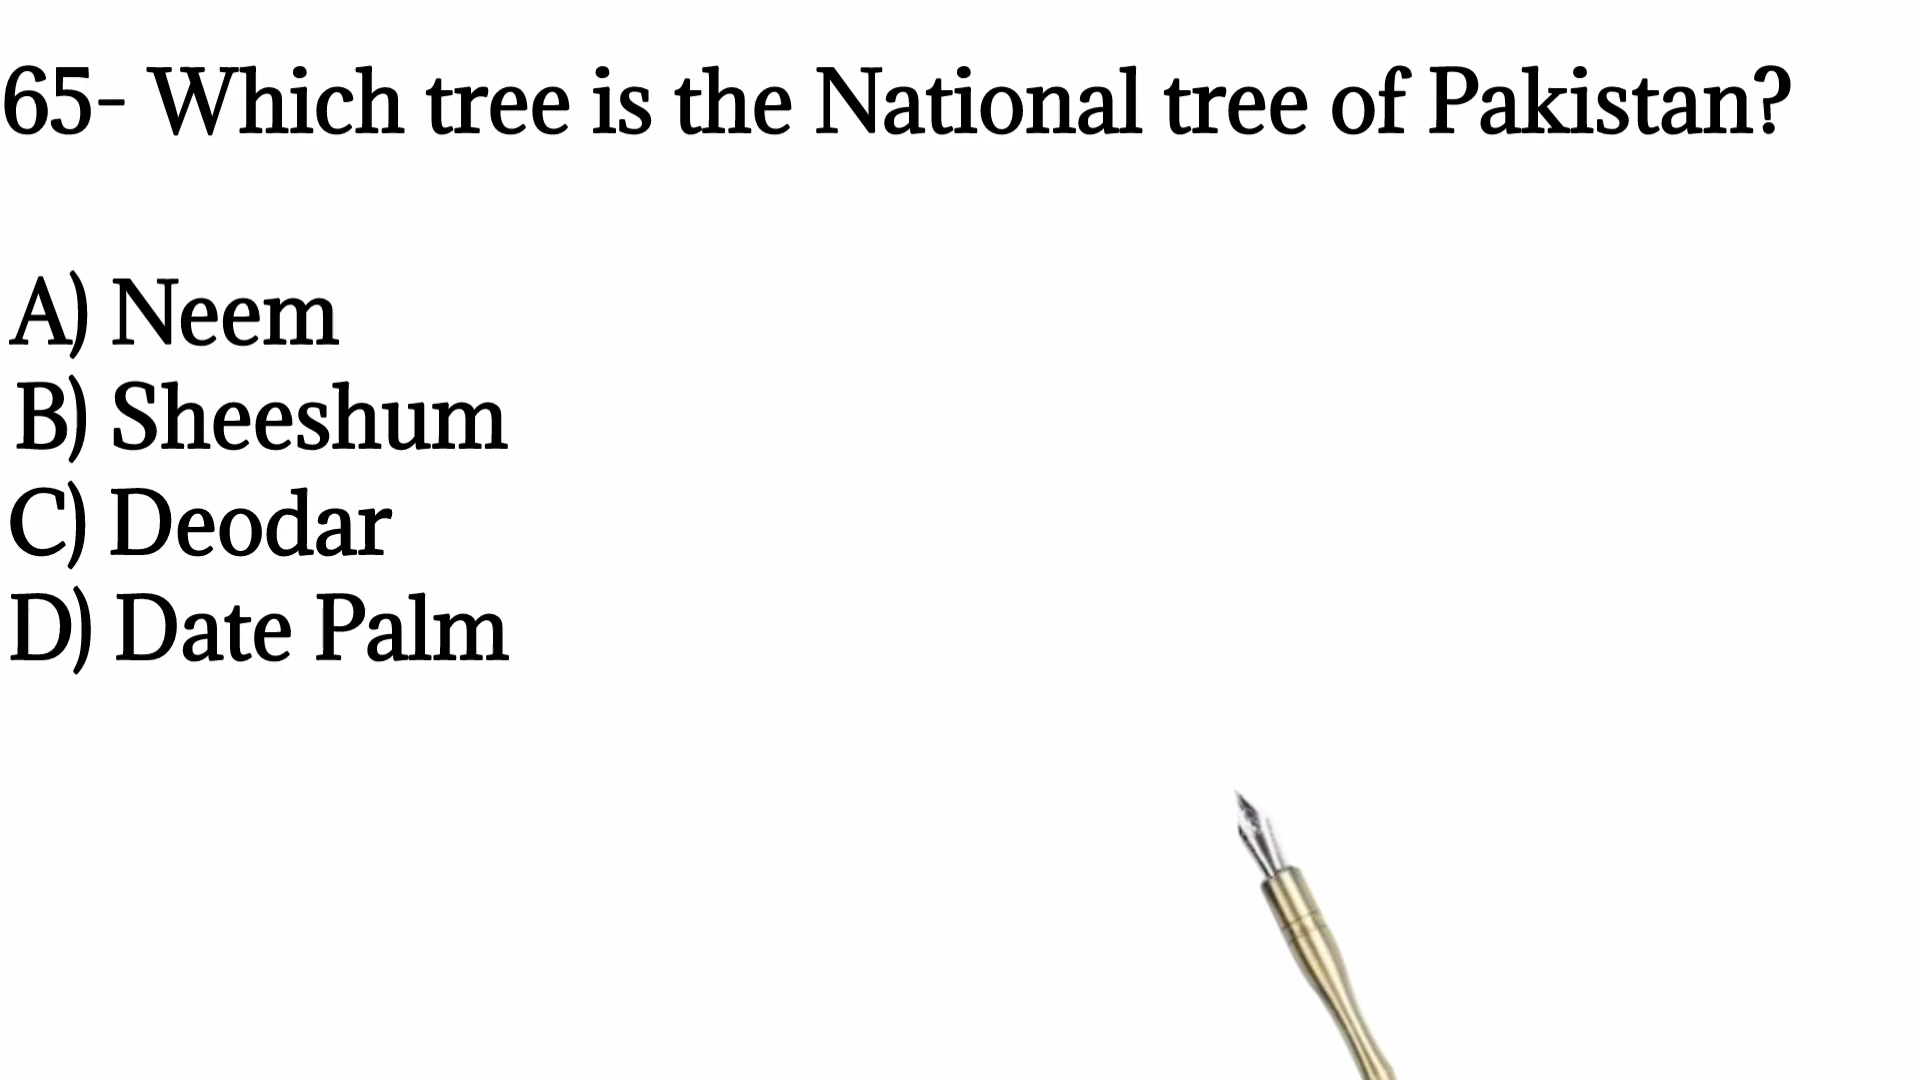 65- Which tree is the National tree of Pakistan?
A) Neem
B) Sheeshum
C) Deodar
D) Date Palm